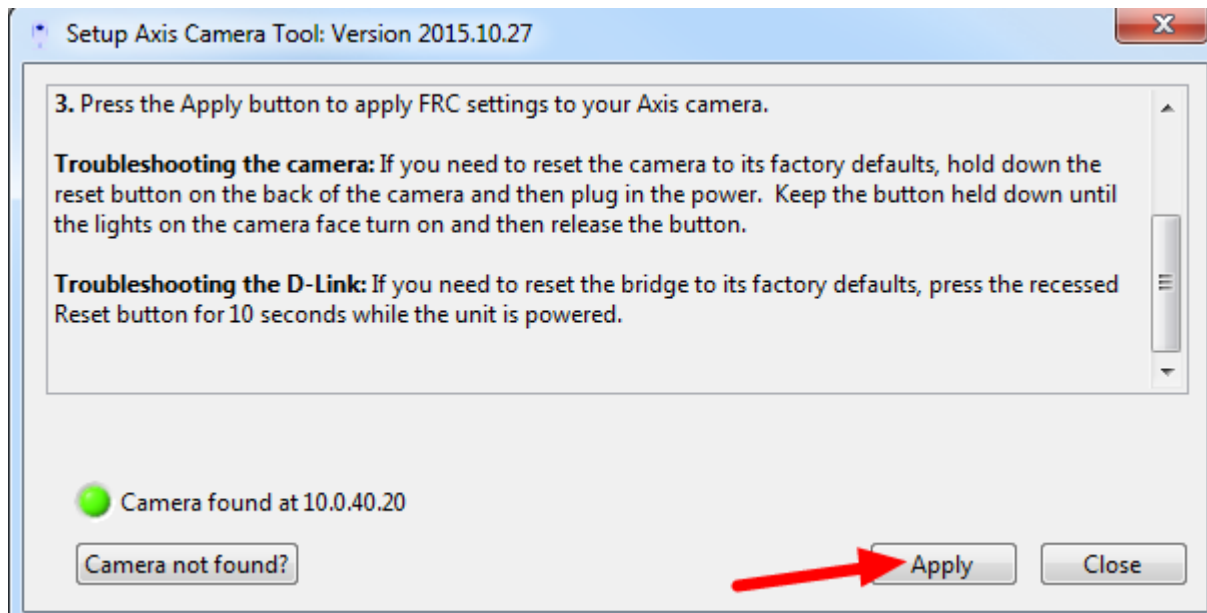 Setup Axis Camera Tool: Version 2015.10.27
3. Press the Apply button to apply FRC settings to your Axis camera.
Troubleshooting the camera: If you need to reset the camera to its factory defaults, hold down the
reset button on the back of the camera and then plug in the power.  Keep the button held down until
the lights on the camera face turn on and then release the button.
Troubleshooting the D-Link: If you need to reset the bridge to its factory defaults, press the recessed
Reset button for 10 seconds while the unit is powered.
Camera found at 10.0.40.20
Camera not found?
Apply
Close